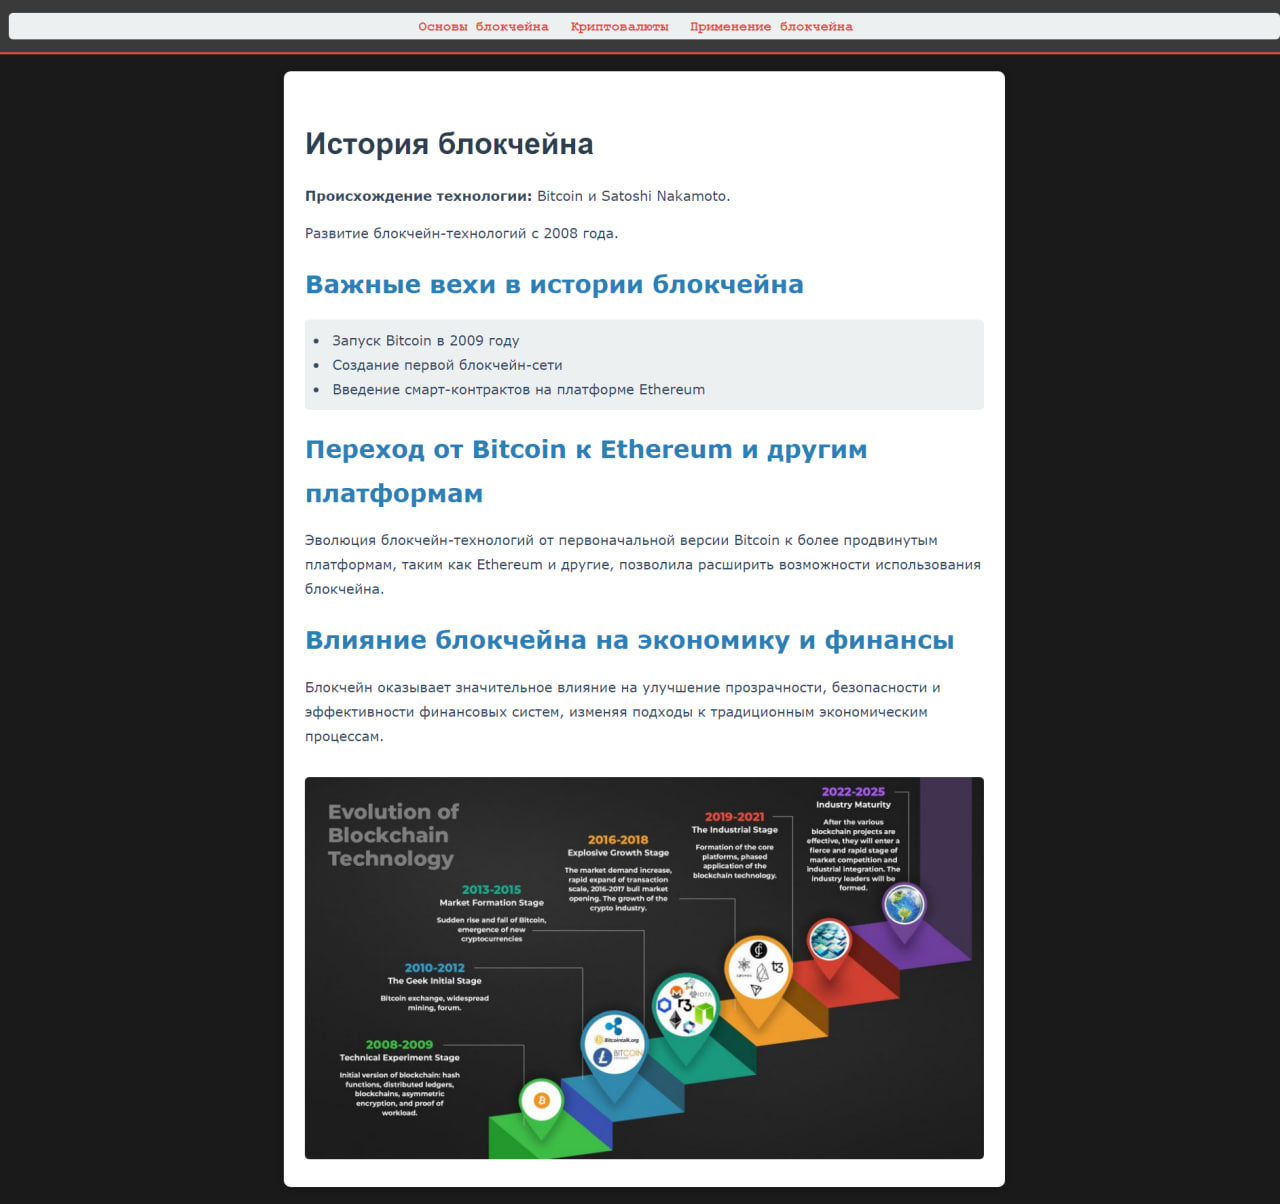 Основы блокчейна Криптовалюты Применение блокчейна
История блокчейна
Происхождение технологии: Bitcoin и Satoshi Nakamoto.
Развитие блокчейн-технологий с 2008 года.
Важные вехи в истории блокчейна
• Запуск Bitcoin в 2009 году
• Создание первой блокчейн-сети
• Введение смарт-контрактов на платформе Ethereum
Переход от Bitcoin к Ethereum и другим
платформам
Эволюция блокчейн-технологий от первоначальной версии Bitcoin к более продвинутым
платформам, таким как Ethereum и другие, позволила расширить возможности использования
блокчейна.
Влияние блокчейна на экономику и финансы
Блокчейн оказывает значительное влияние на улучшение прозрачности, безопасности и
эффективности финансовых систем, изменяя подходы к традиционным экономическим
процессам.
Evolution of
Blockchain
Technology
2022-2025
Industry Maturity
After the various
blockchain projects are
effective, they will enter a
fierce and rapid stage of
market competition and
industrial integration. The
industry leaders will be
formed.
2019-2021
The Industrial Stage
Formation of the core
platforms, phased
application of the
blockchain technology.
2016-2018
Explosive Growth Stage
The market demand increase,
rapid expand of transaction
scale, 2016-2017 bull market
opening. The growth of the
crypto industry.
2013-2015
Market Formation Stage
Sudden rise and fall of Bitcoin,
emergence of new
cryptocurrencies
2010-2012
The Geek Initial Stage
Bitcoin exchange, widespread
mining, forum.
2008-2009
Technical Experiment Stage
Initial version of blockchain: hash
functions, distributed ledgers,
blockchains, asymmetric
encryption, and proof of
workload.
IOTA
Bitcointalk.org
BITCOIN